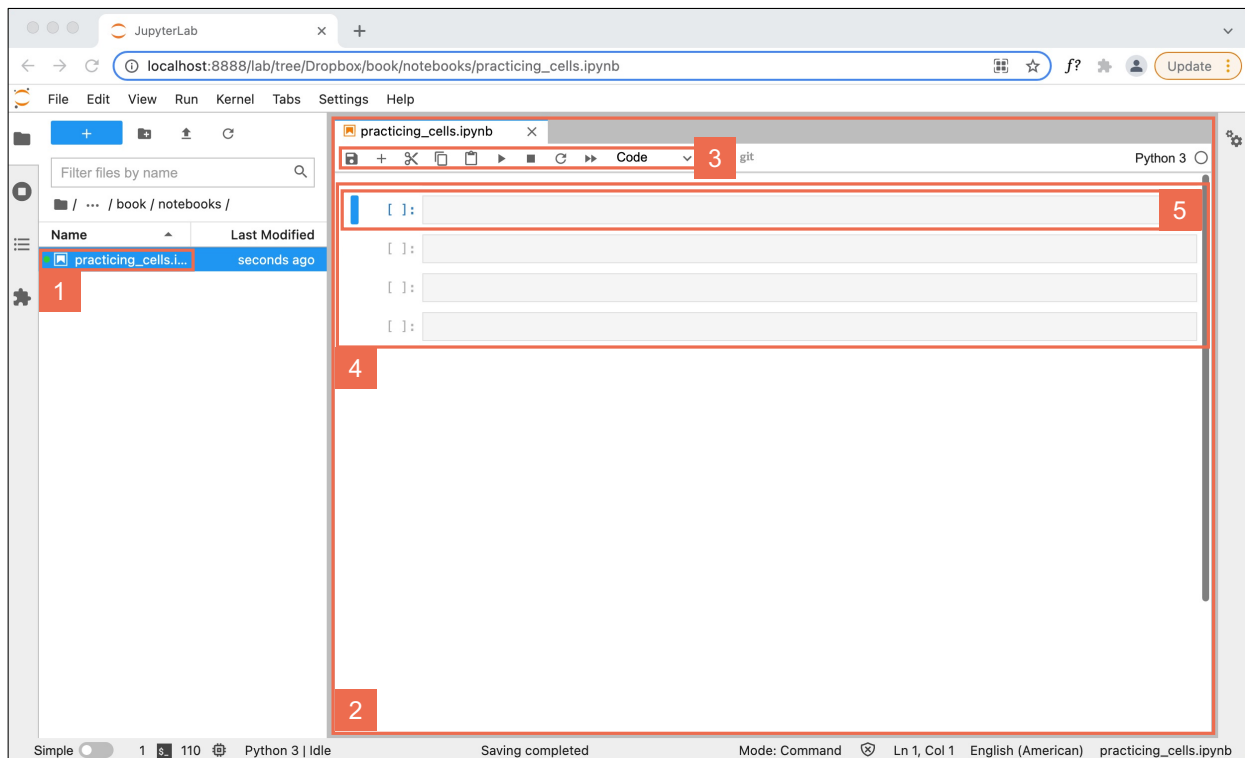 JupyterLab
localhost:8888/lab/tree/Dropbox/book/notebooks/practicing_cells.ipynb
f?
Update
File Edit View Run Kernel Tabs Settings Help
+
Filter files by name
/ ··· / book / notebooks /
Name Last Modified
practicing_cells.i... seconds ago
1
practicing_cells.ipynb
Code 3 git Python 3
[ ]: 5
[ ]:
[ ]:
[ ]:
4
2
Simple 1 $_ 110 Python 3 | Idle Saving completed Mode: Command Ln 1, Col 1 English (American) practicing_cells.ipynb